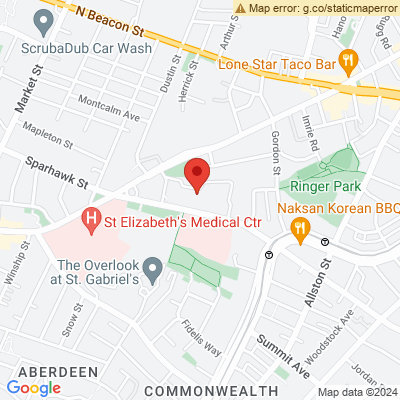 Map error: g.co/staticmaperror
N Beacon St
ScrubaDub Car Wash
Arthur S
Hano
Lone Star Taco Bar
Market St
Dustin St
Herrick St
Montcalm Ave
Mapleton St
Imrie Rd
Gordon St
Sparhawk St
Ringer Park
H
St Elizabeth's Medical Ctr
Naksan Korean BBQ
Winship St
The Overlook
at St. Gabriel's
Allston St
Snow St
Fidelis Way
Woodstock Ave
Summit Ave
Jordan
ABERDEEN
COMMONWEALTH
Google
Map data ©2024